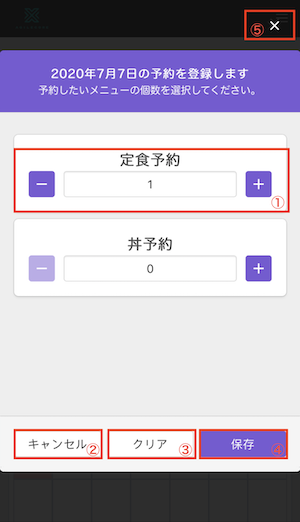 ⑤ ×
2020年7月7日の予約を登録します
予約したいメニューの個数を選択してください。
定食予約
− 1 +
①
丼予約
− 0 +
キャンセル ② クリア ③ 保存 ④